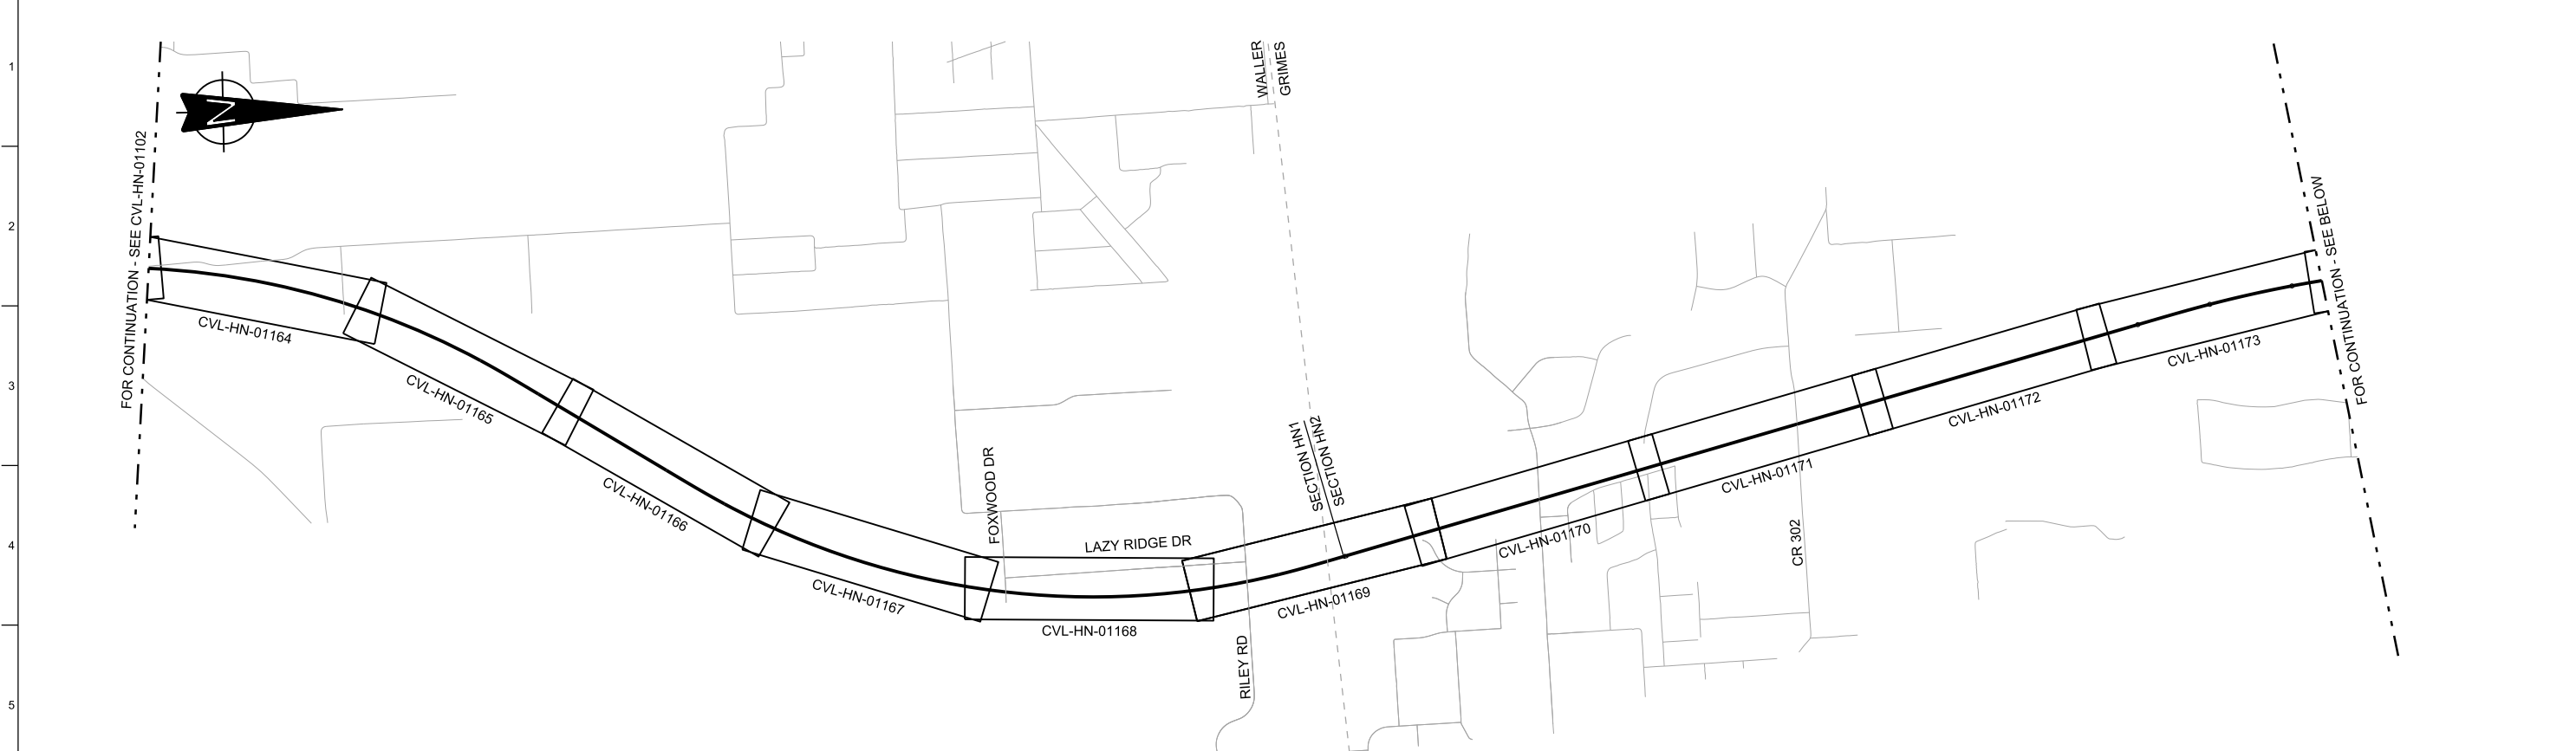 1
2
3
4
5
N
FOR CONTINUATION - SEE CVL-HN-01102
CVL-HN-01164
CVL-HN-01165
CVL-HN-01166
CVL-HN-01167
FOXWOOD DR
LAZY RIDGE DR
CVL-HN-01168
RILEY RD
WALLER
GRIMES
SECTION HN1
SECTION HN2
CVL-HN-01169
CVL-HN-01170
CVL-HN-01171
CR 302
CVL-HN-01172
CVL-HN-01173
FOR CONTINUATION - SEE BELOW